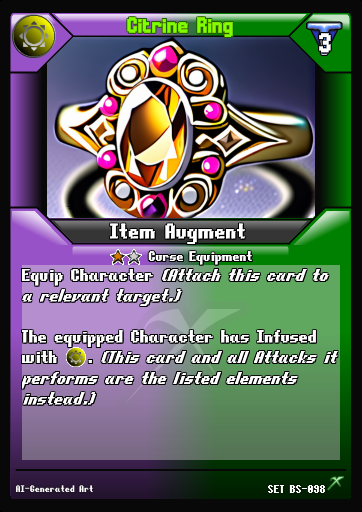 Citrine Ring
3
Item Augment
Curse Equipment
Equip Character (Attach this card to
a relevant target.)
The equipped Character has Infused
with . (This card and all Attacks it
performs are the listed elements
instead.)
AI-Generated Art
SET BS-098